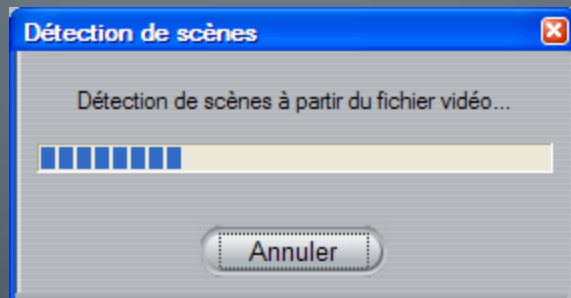 Détection de scènes
Détection de scènes à partir du fichier vidéo...
Annuler